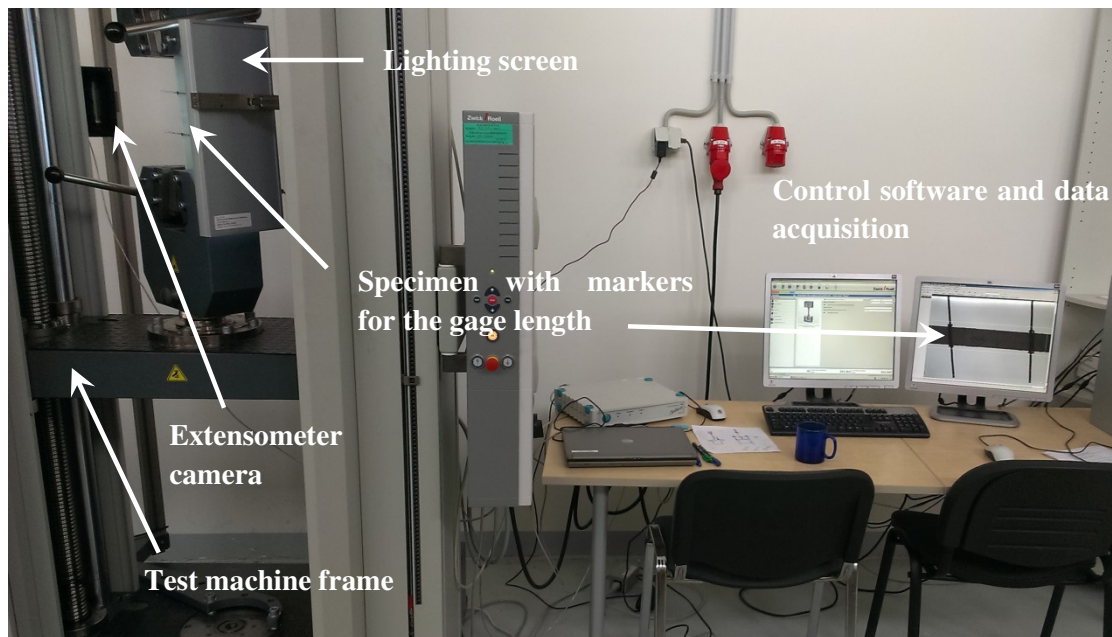 Lighting screen
Zwick Roell
Control software and data
acquisition
Specimen with markers
for the gage length
Extensometer
camera
Test machine frame